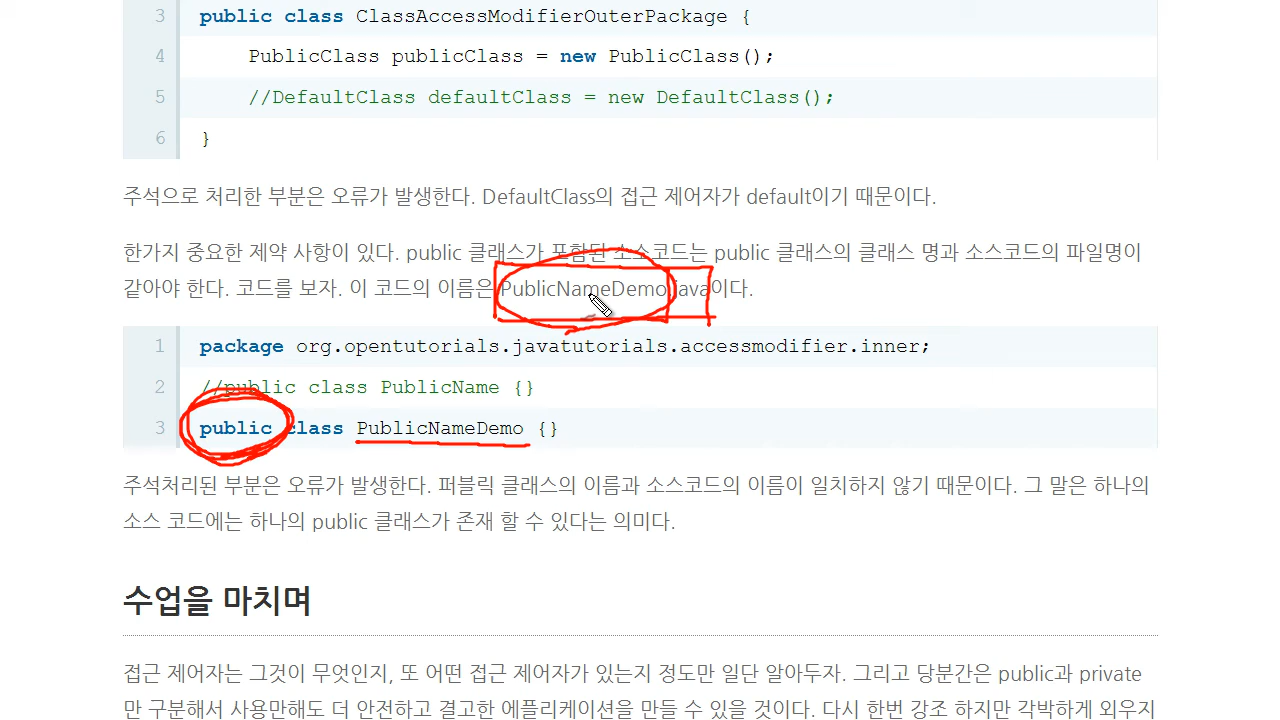 3 public class ClassAccessModifierOuterPackage {
4 PublicClass publicClass = new PublicClass();
5 //DefaultClass defaultClass = new DefaultClass();
6 }
주석으로 처리한 부분은 오류가 발생한다. DefaultClass의 접근 제어자가 default이기 때문이다.
한가지 중요한 제약 사항이 있다. public 클래스가 포함된 소스코드는 public 클래스의 클래스 명과 소스코드의 파일명이
같아야 한다. 코드를 보자. 이 코드의 이름은 PublicNameDemo.java이다.
1 package org.opentutorials.javatutorials.accessmodifier.inner;
2 //public class PublicName {}
3 public class PublicNameDemo {}
주석처리된 부분은 오류가 발생한다. 퍼블릭 클래스의 이름과 소스코드의 이름이 일치하지 않기 때문이다. 그 말은 하나의
소스 코드에는 하나의 public 클래스가 존재 할 수 있다는 의미다.
수업을 마치며
접근 제어자는 그것이 무엇인지, 또 어떤 접근 제어자가 있는지 정도만 일단 알아두자. 그리고 당분간은 public과 private
만 구분해서 사용만해도 더 안전하고 결고한 에플리케이션을 만들 수 있을 것이다. 다시 한번 강조 하지만 각박하게 외우지